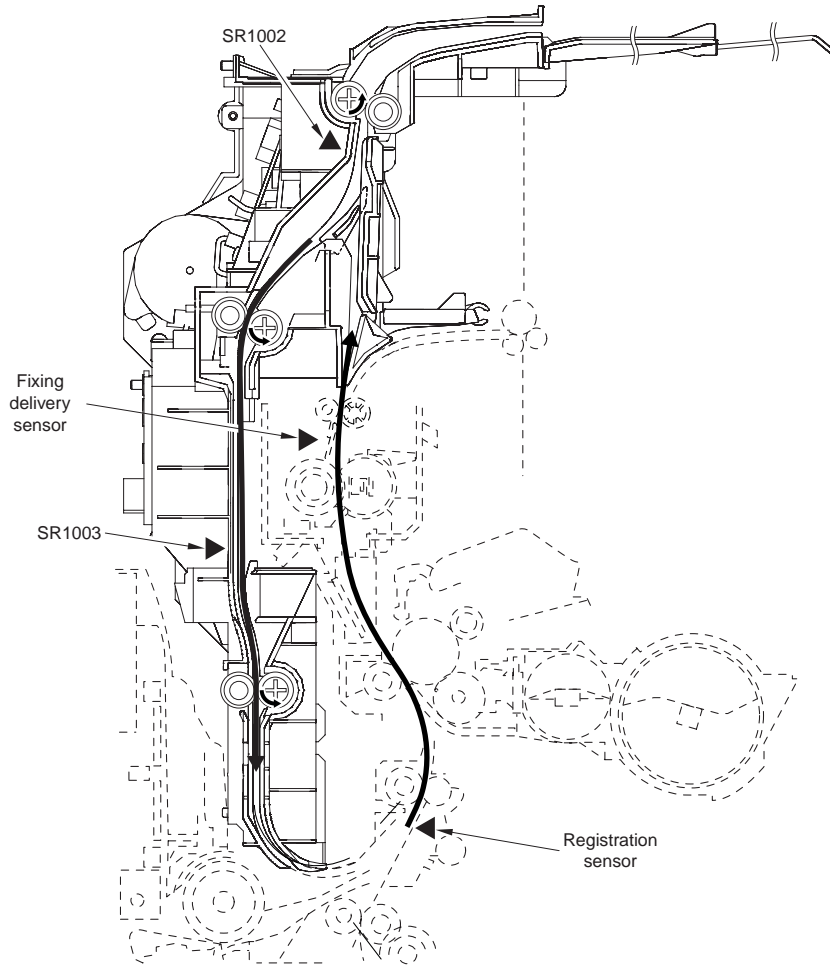 SR1002
Fixing
delivery
sensor
SR1003
Registration
sensor